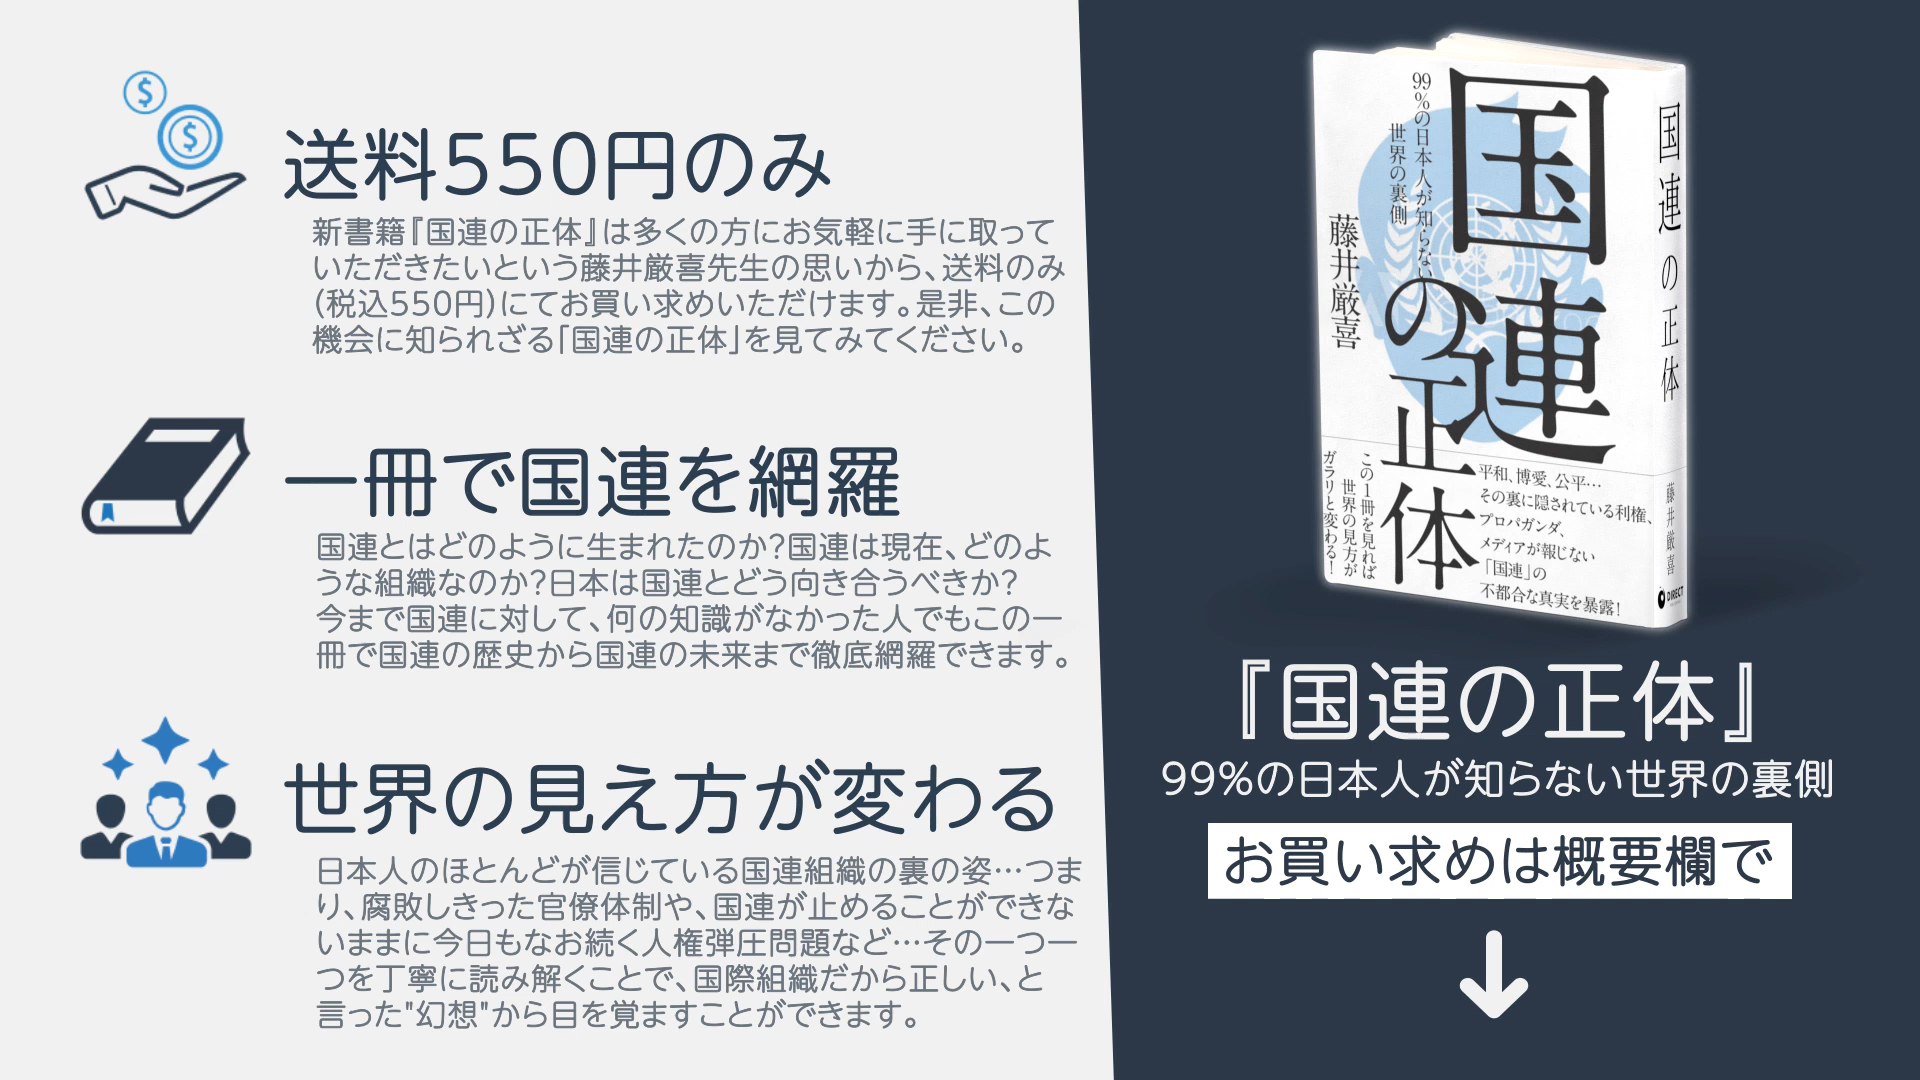 送料550円のみ
新書籍『国連の正体』は多くの方にお気軽に手に取って
いただきたいという藤井厳喜先生の思いから、送料のみ
(税込550円)にてお買い求めいただけます。是非、この
機会に知られざる「国連の正体」を見てみてください。
一冊で国連を網羅
国連とはどのように生まれたのか?国連は現在、どのよ
うな組織なのか?日本は国連とどう向き合うべきか?
今まで国連に対して、何の知識がなかった人でもこの一
冊で国連の歴史から国連の未来まで徹底網羅できます。
世界の見え方が変わる
日本人のほとんどが信じている国連組織の裏の姿…つま
り、腐敗しきった官僚体制や、国連が止めることができな
いままに今日もなお続く人権弾圧問題など…その一つ一
つを丁寧に読み解くことで、国際組織だから正しい、と
言った"幻想"から目を覚ますことができます。
国連の正体
99%の日本人が知らない
世界の裏側
藤井厳喜
平和、博愛、公平…
その裏に隠されている利権、
プロパガンダ、
メディアが報じない
「国連」の
不都合な真実を暴露!
この1冊を見れば
世界の見方が
ガラリと変わる!
国連の正体
藤井厳喜
DIRECT
『国連の正体』
99%の日本人が知らない世界の裏側
お買い求めは概要欄で